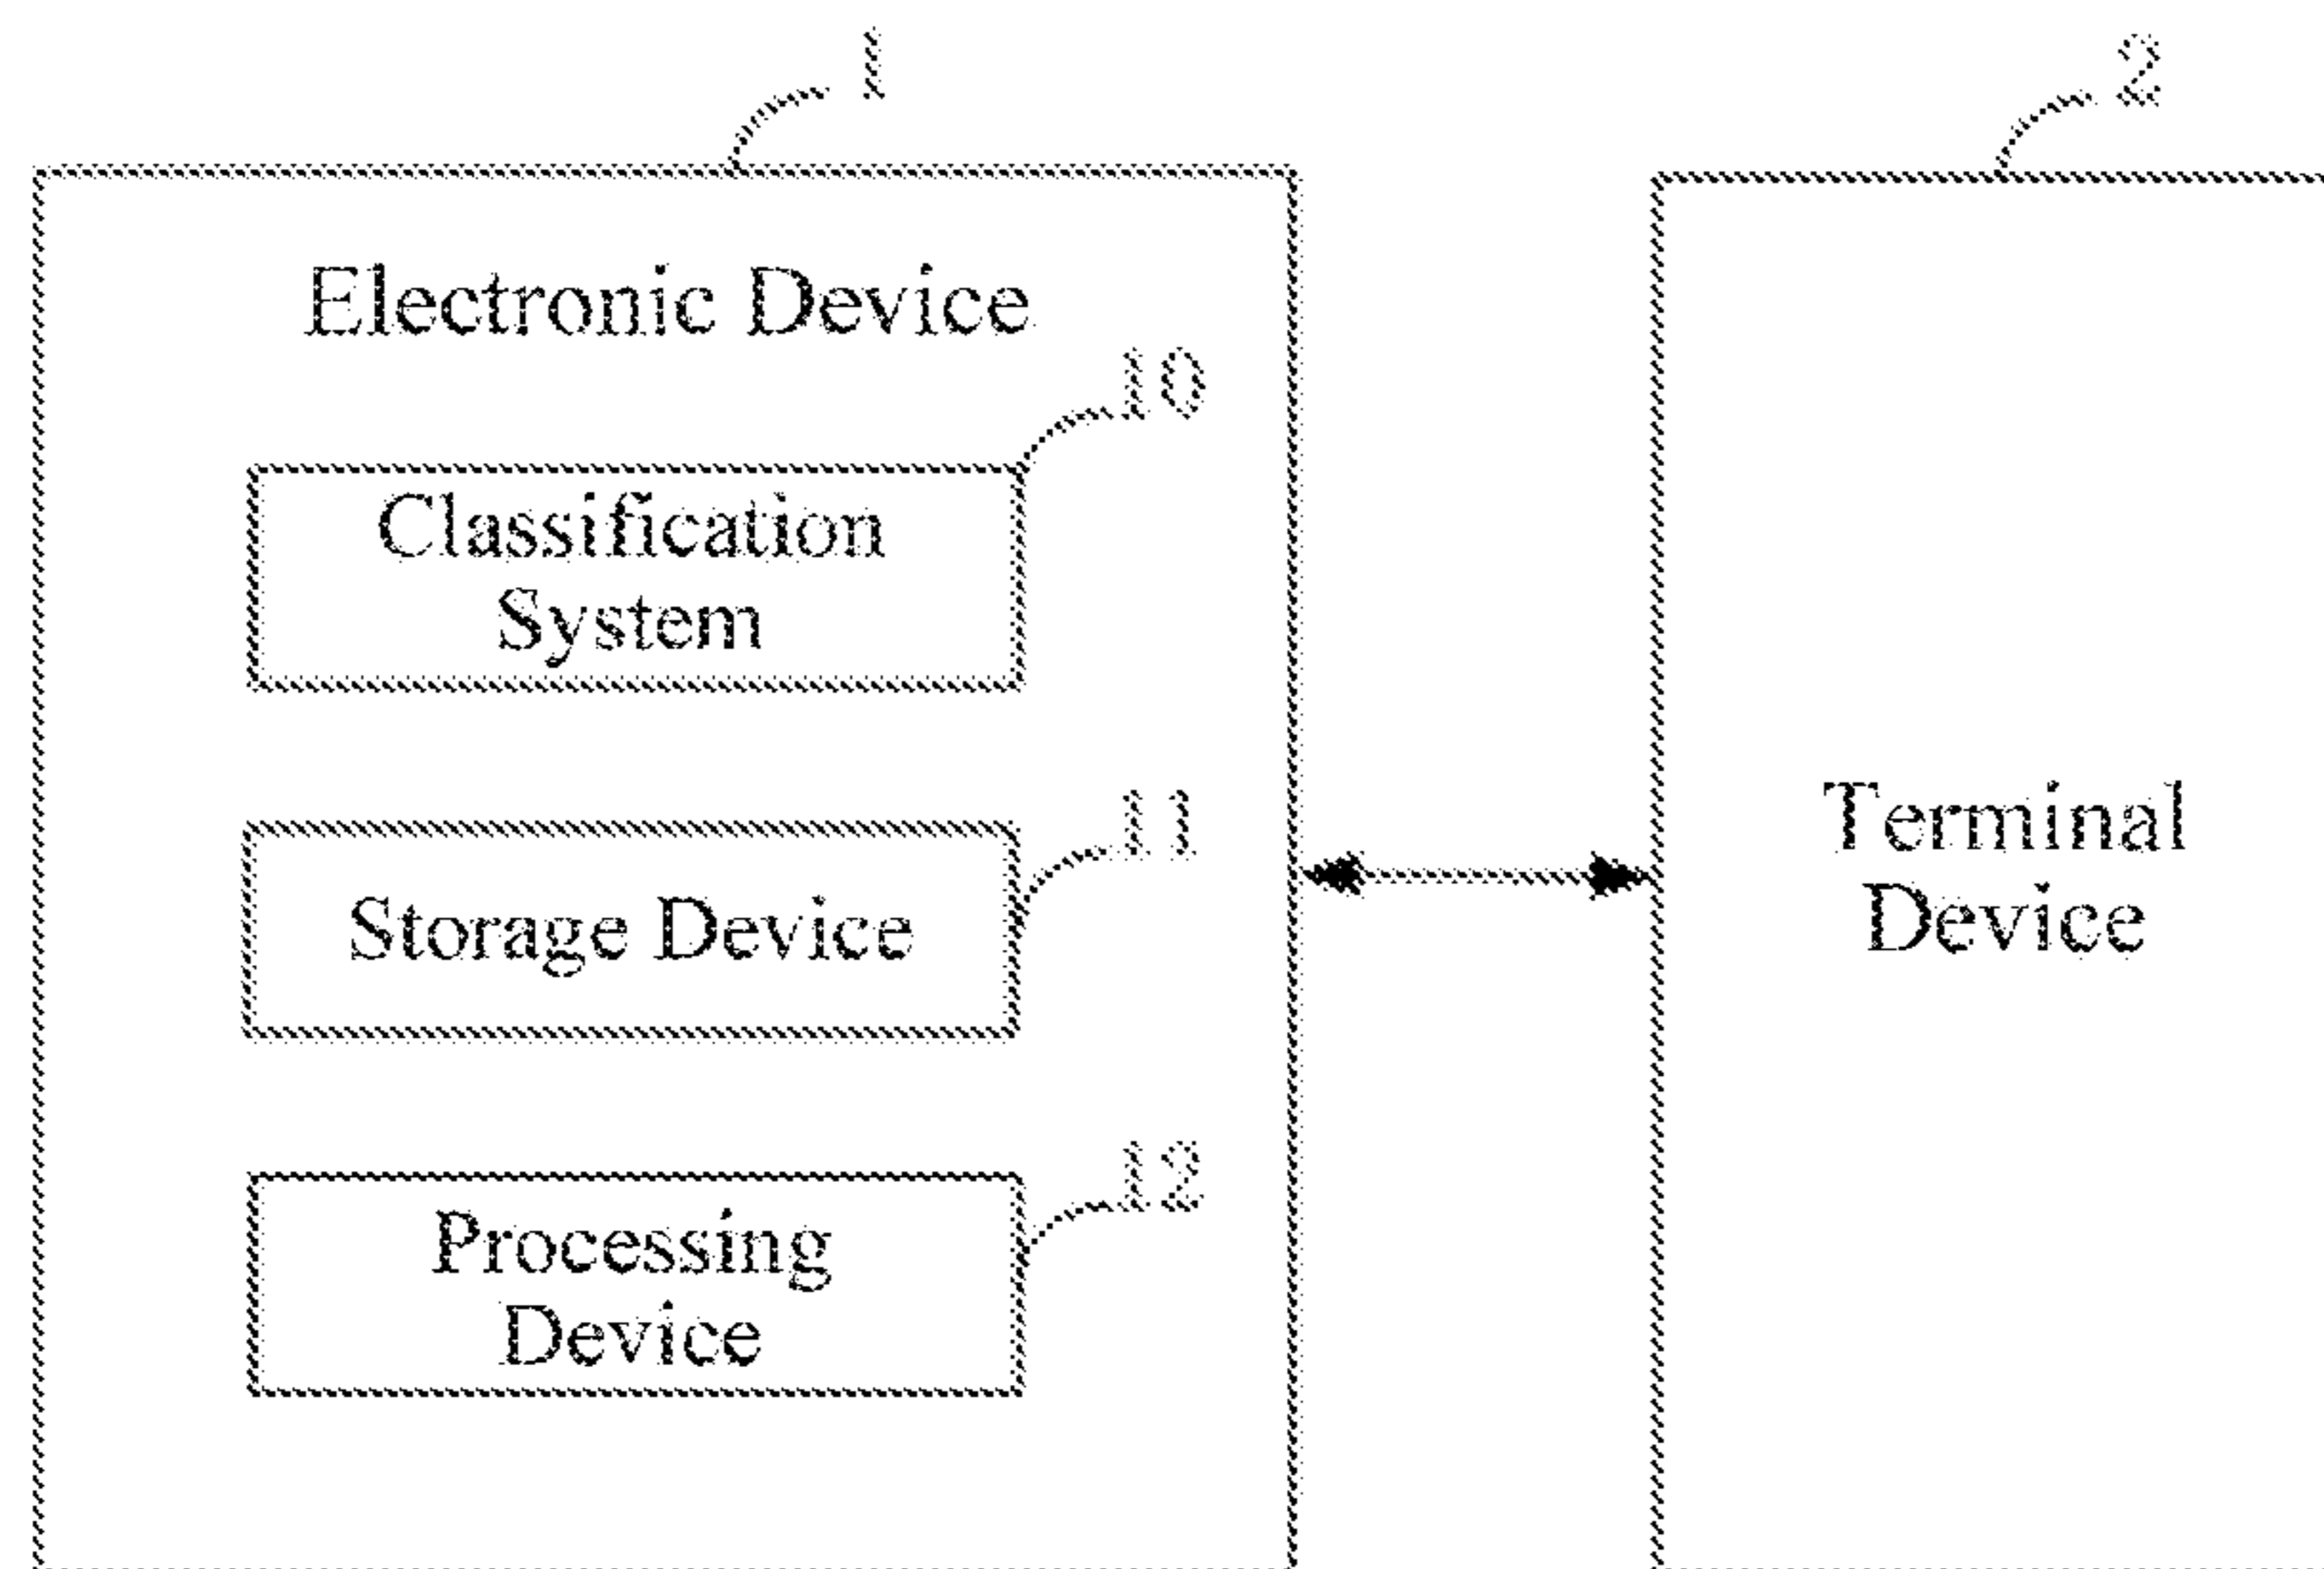 1
2
Electronic Device
10
Classification
System
11
Storage Device
Terminal
Device
12
Processing
Device